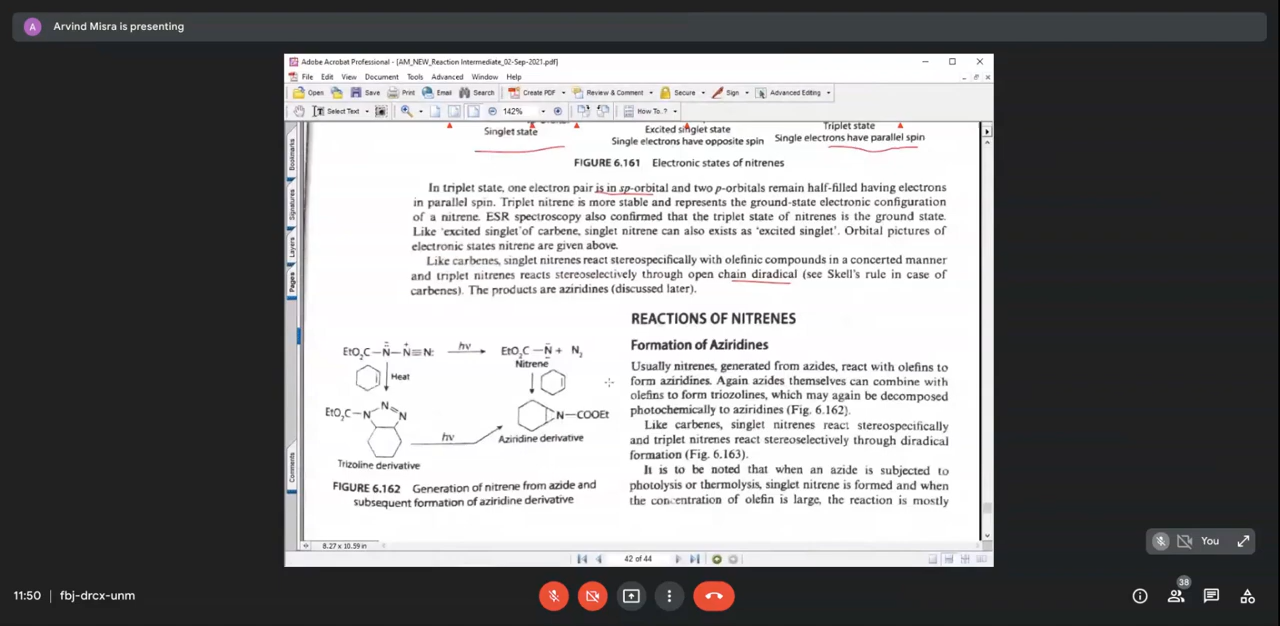 A Arvind Misra is presenting
Adobe Acrobat Professional - [AM_NEW_Reaction Intermediate_02-Sep-2021.pdf]
File Edit View Document Tools Advanced Window Help
Open Save Print Email Search Create PDF Review & Comment Secure Sign Advanced Editing
Select Text 142% How To..?
Bookmarks
Signatures
Layers
Pages
Comments
Singlet state
Excited singlet state
Single electrons have opposite spin
Triplet state
Single electrons have parallel spin
FIGURE 6.161 Electronic states of nitrenes
In triplet state, one electron pair is in sp-orbital and two p-orbitals remain half-filled having electrons
in parallel spin. Triplet nitrene is more stable and represents the ground-state electronic configuration
of a nitrene. ESR spectroscopy also confirmed that the triplet state of nitrenes is the ground state.
Like 'excited singlet' of carbene, singlet nitrene can also exists as 'excited singlet'. Orbital pictures of
electronic states nitrene are given above.
Like carbenes, singlet nitrenes react stereospecifically with olefinic compounds in a concerted manner
and triplet nitrenes reacts stereoselectively through open chain diradical (see Skell's rule in case of
carbenes). The products are aziridines (discussed later).
EtO₂C—N—N≡N: hν EtO₂C—N + N₂
Nitrene
Heat
EtO₂C—N N N
N—COOEt
hν
Aziridine derivative
Trizoline derivative
FIGURE 6.162 Generation of nitrene from azide and
subsequent formation of aziridine derivative
REACTIONS OF NITRENES
Formation of Aziridines
Usually nitrenes, generated from azides, react with olefins to
form aziridines. Again azides themselves can combine with
olefins to form triozolines, which may again be decomposed
photochemically to aziridines (Fig. 6.162).
Like carbenes, singlet nitrenes react stereospecifically
and triplet nitrenes react stereoselectively through diradical
formation (Fig. 6.163).
It is to be noted that when an azide is subjected to
photolysis or thermolysis, singlet nitrene is formed and when
the concentration of olefin is large, the reaction is mostly
8.27 x 10.59 in
42 of 44
You
11:50 | fbj-drcx-unm
38